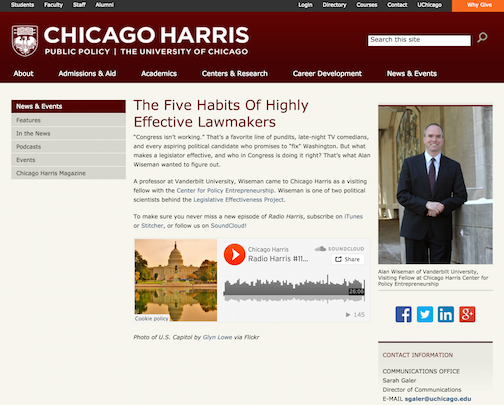 Students Faculty Staff Alumni
Login Directory Courses Contact UChicago Why Give
CHICAGO HARRIS
PUBLIC POLICY | THE UNIVERSITY OF CHICAGO
Search this site
About Admissions & Aid Academics Centers & Research Career Development News & Events
News & Events
Features
In the News
Podcasts
Events
Chicago Harris Magazine
The Five Habits Of Highly
Effective Lawmakers
"Congress isn't working." That's a favorite line of pundits, late-night TV comedians,
and every aspiring political candidate who promises to "fix" Washington. But what
makes a legislator effective, and who in Congress is doing it right? That's what Alan
Wiseman wanted to figure out.
A professor at Vanderbilt University, Wiseman came to Chicago Harris as a visiting
fellow with the Center for Policy Entrepreneurship. Wiseman is one of two political
scientists behind the Legislative Effectiveness Project.
To make sure you never miss a new episode of Radio Harris, subscribe on iTunes
or Stitcher, or follow us on SoundCloud!
Chicago Harris
SOUNDCLOUD
Radio Harris #11...
Share
26:06
145
Cookie policy
Photo of U.S. Capitol by Glyn Lowe via Flickr
Alan Wiseman of Vanderbilt University,
Visiting Fellow at Chicago Harris Center for
Policy Entrepreneurship
CONTACT INFORMATION
COMMUNICATIONS OFFICE
Sarah Galer
Director of Communications
E-MAIL sgaler@uchicago.edu